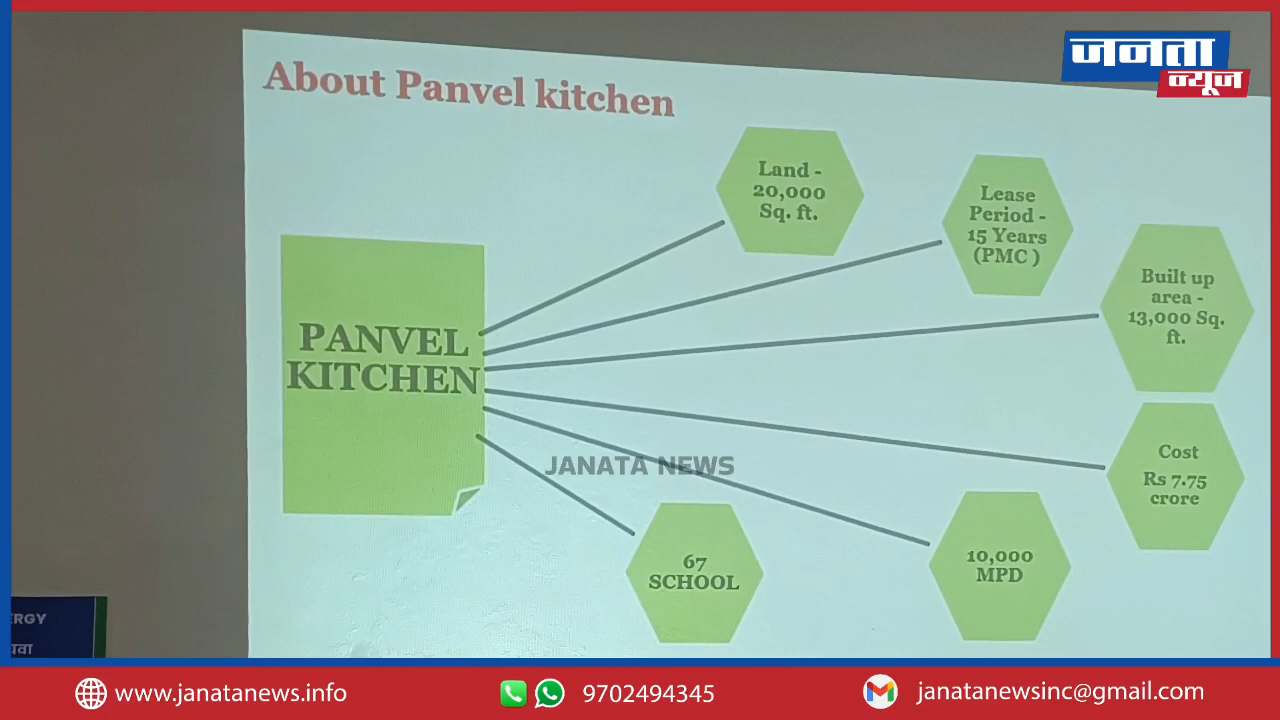 जनता
न्यूज
About Panvel kitchen
Land -
20,000
Sq. ft.
Lease
Period -
15 Years
(PMC )
Built up
area -
13,000 Sq.
ft.
PANVEL
KITCHEN
Cost
Rs 7.75
crore
JANATA NEWS
67
SCHOOL
10,000
MPD
ERGY
यवा
www.janatanews.info
9702494345
janatanewsinc@gmail.com